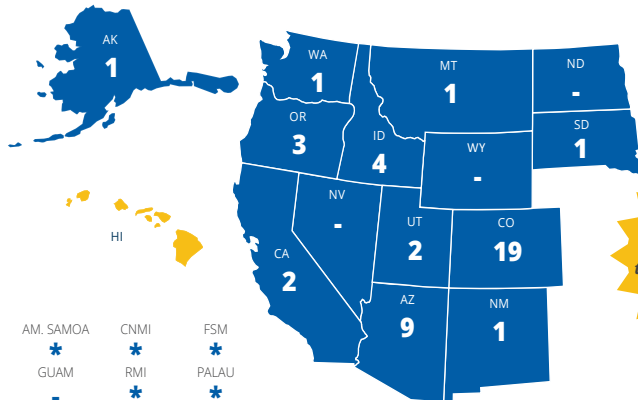 AK
1
WA
1
MT
1
ND
-
OR
3
ID
4
SD
1
WY
-
NV
-
HI
UT
2
CO
19
CA
2
AZ
9
NM
1
AM. SAMOA CNMI FSM
* * *
GUAM RMI PALAU
- * *